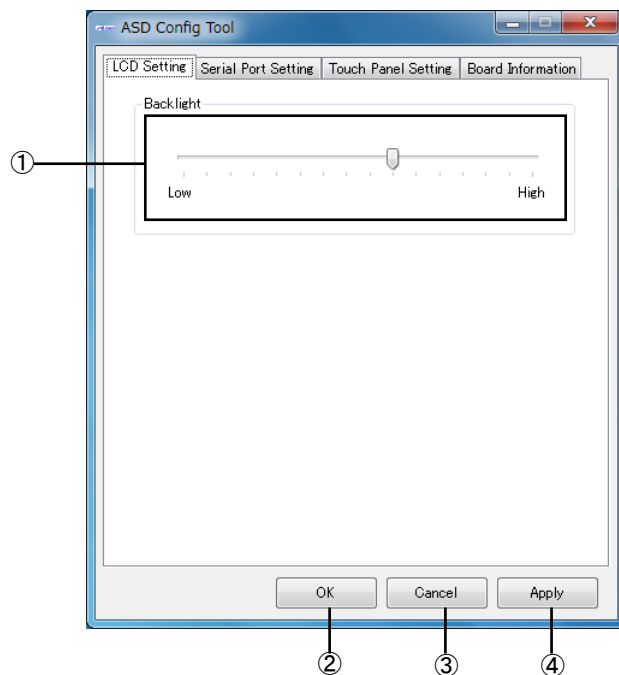 ASD Config Tool
LCD Setting Serial Port Setting Touch Panel Setting Board Information
Backlight
①
Low High
OK Cancel Apply
② ③ ④